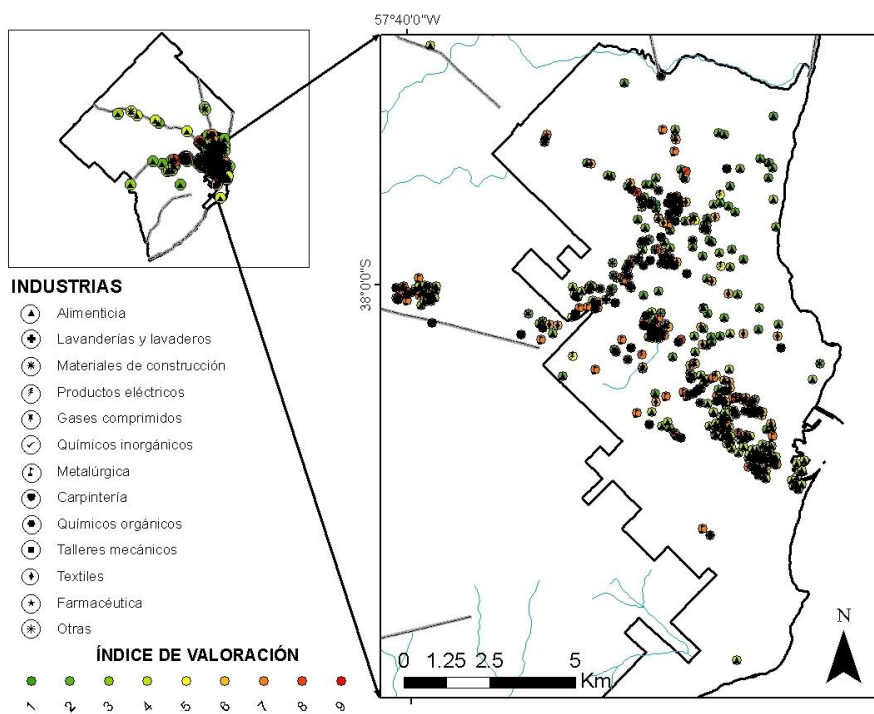 57°40'0"W
38°0'0"S
INDUSTRIAS
Alimenticia
Lavanderías y lavaderos
Materiales de construcción
Productos eléctricos
Gases comprimidos
Químicos inorgánicos
Metalúrgica
Carpintería
Químicos orgánicos
Talleres mecánicos
Textiles
Farmacéutica
Otras
ÍNDICE DE VALORACIÓN
1 2 3 4 5 6 7 8 9
N
0 1.25 2.5 5
Km